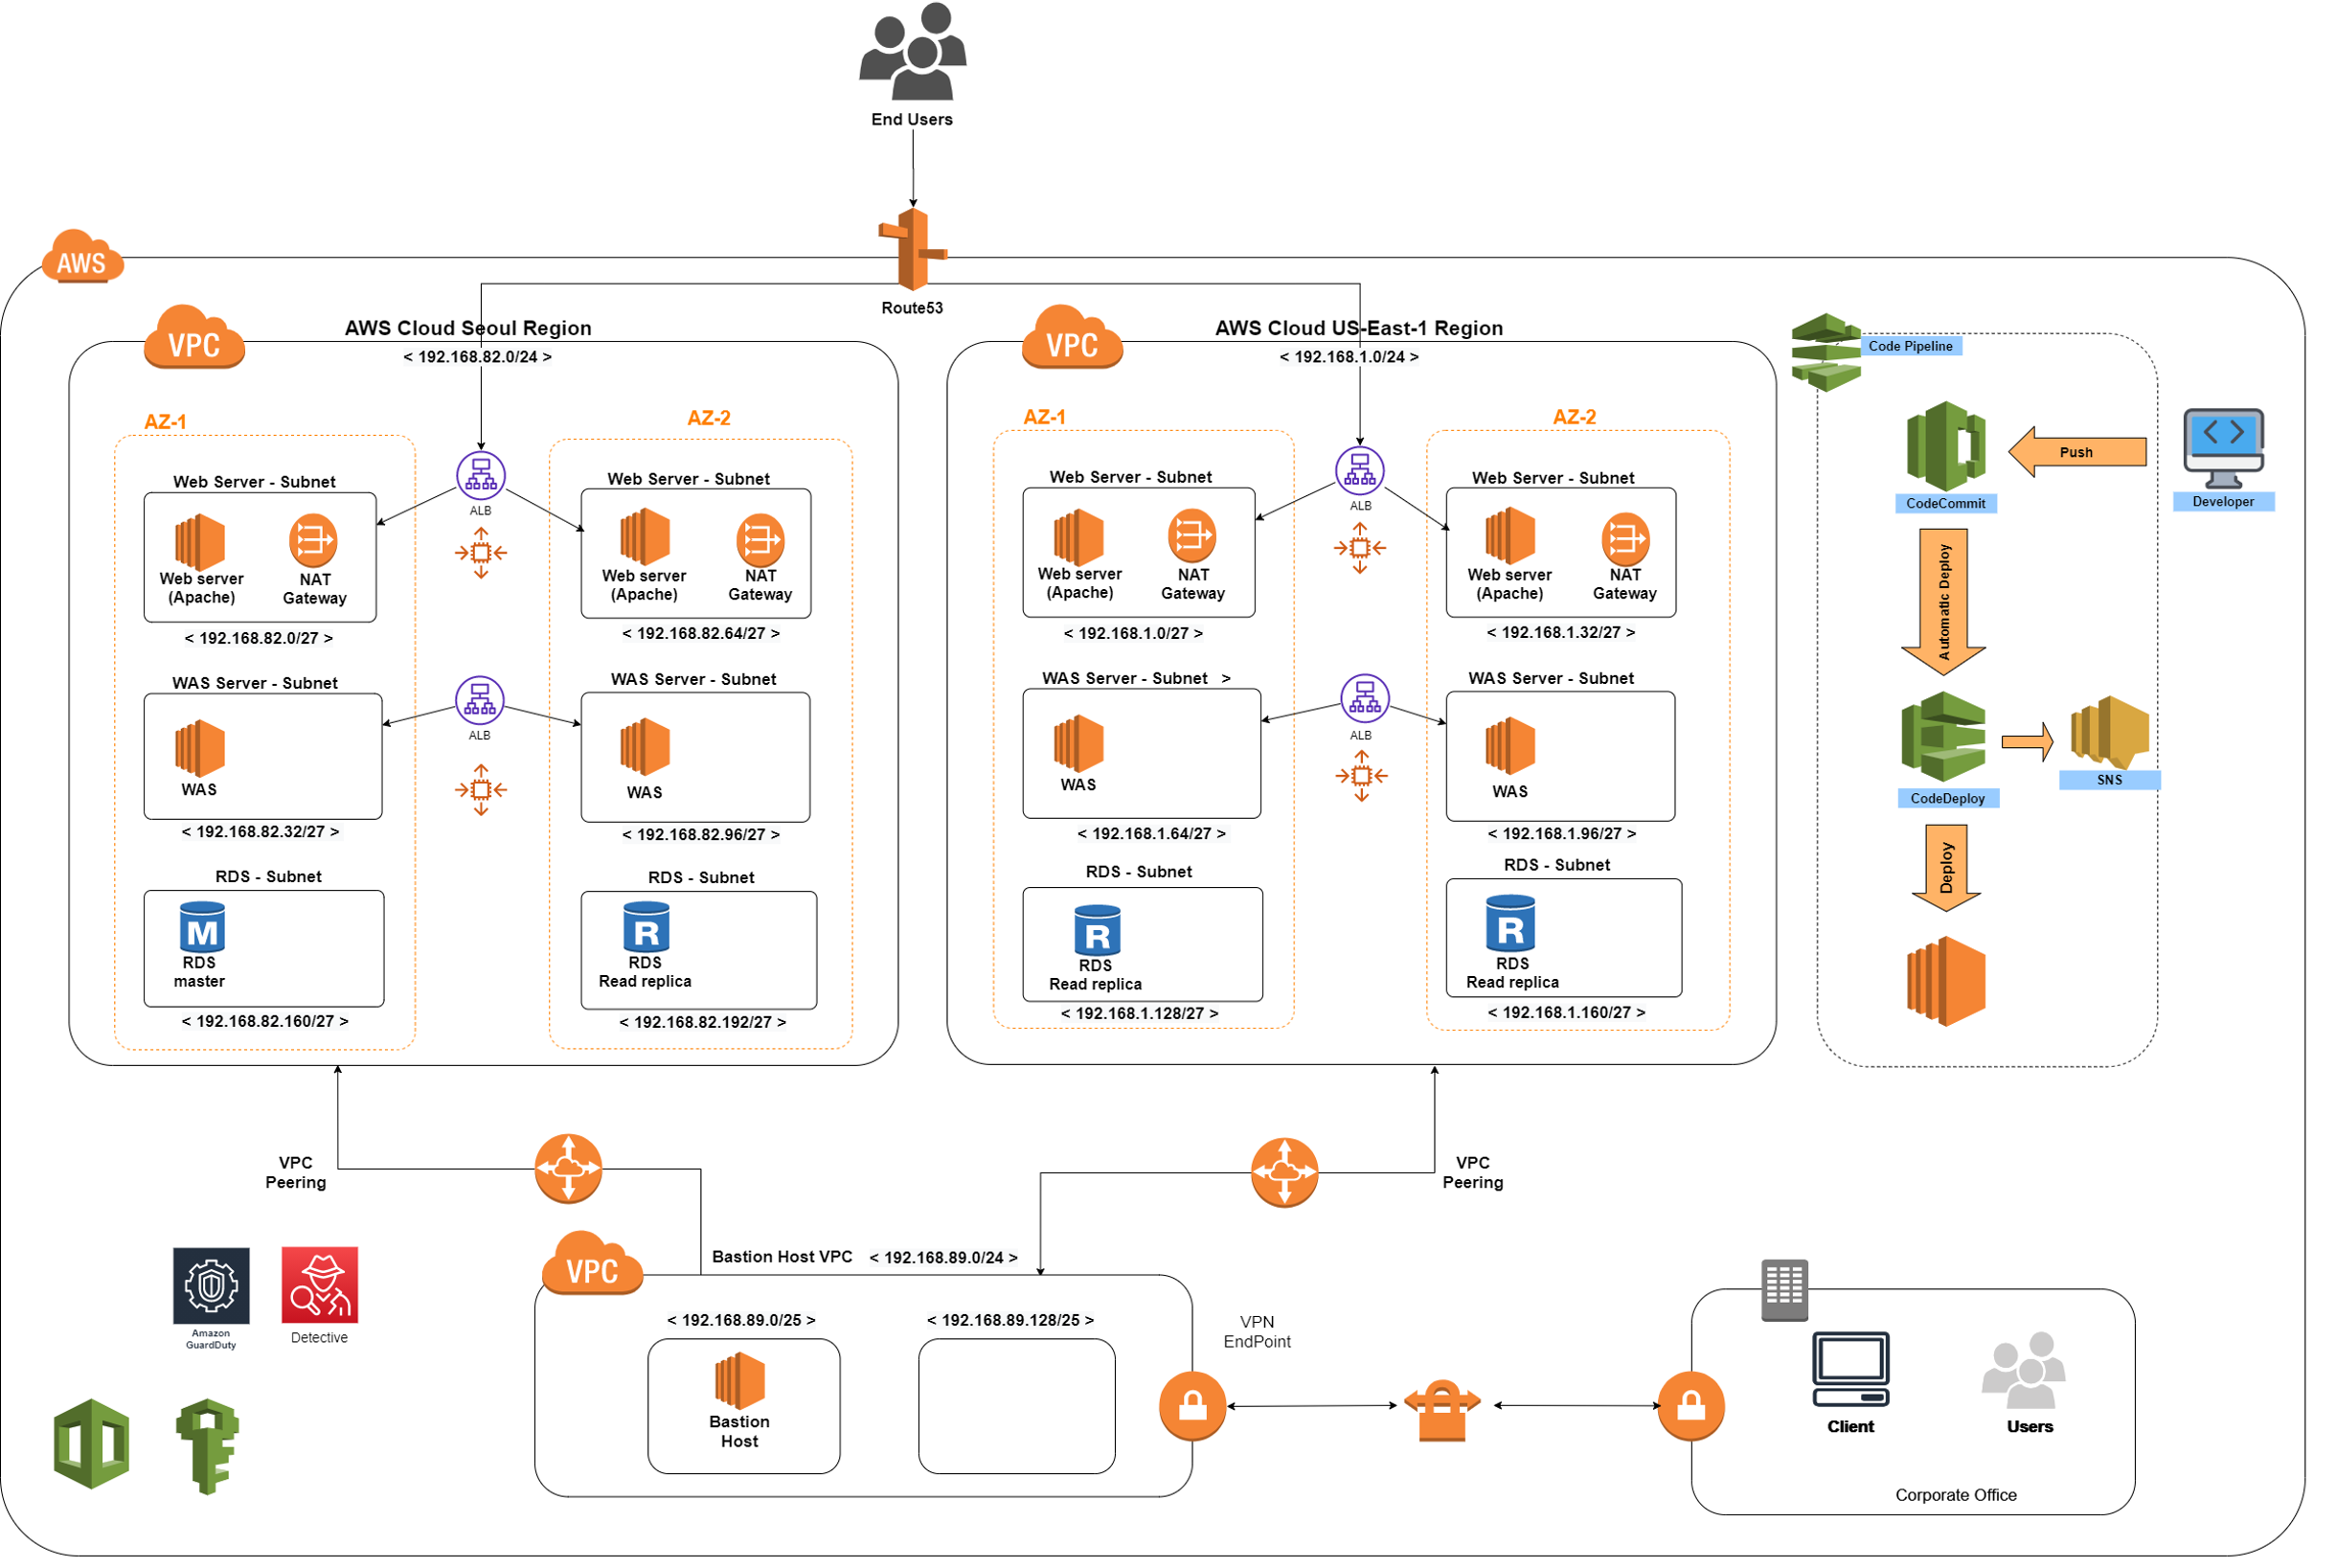 End Users
AWS
Route53
VPC
AWS Cloud Seoul Region
< 192.168.82.0/24 >
AZ-1
AZ-2
Web Server - Subnet
Web server
(Apache)
NAT
Gateway
< 192.168.82.0/27 >
ALB
Web Server - Subnet
Web server
(Apache)
NAT
Gateway
< 192.168.82.64/27 >
WAS Server - Subnet
WAS
< 192.168.82.32/27 >
ALB
WAS Server - Subnet
WAS
< 192.168.82.96/27 >
RDS - Subnet
M
RDS
master
< 192.168.82.160/27 >
RDS - Subnet
R
RDS
Read replica
< 192.168.82.192/27 >
VPC
AWS Cloud US-East-1 Region
< 192.168.1.0/24 >
AZ-1
AZ-2
Web Server - Subnet
Web server
(Apache)
NAT
Gateway
< 192.168.1.0/27 >
ALB
Web Server - Subnet
Web server
(Apache)
NAT
Gateway
< 192.168.1.32/27 >
WAS Server - Subnet >
WAS
< 192.168.1.64/27 >
ALB
WAS Server - Subnet
WAS
< 192.168.1.96/27 >
RDS - Subnet
R
RDS
Read replica
< 192.168.1.128/27 >
RDS - Subnet
R
RDS
Read replica
< 192.168.1.160/27 >
Code Pipeline
CodeCommit
Push
Developer
Automatic Deploy
CodeDeploy
SNS
Deploy
VPC
Peering
VPC
Peering
Amazon
GuardDuty
Detective
VPC
Bastion Host VPC
< 192.168.89.0/24 >
< 192.168.89.0/25 >
Bastion
Host
< 192.168.89.128/25 >
VPN
EndPoint
Client
Users
Corporate Office